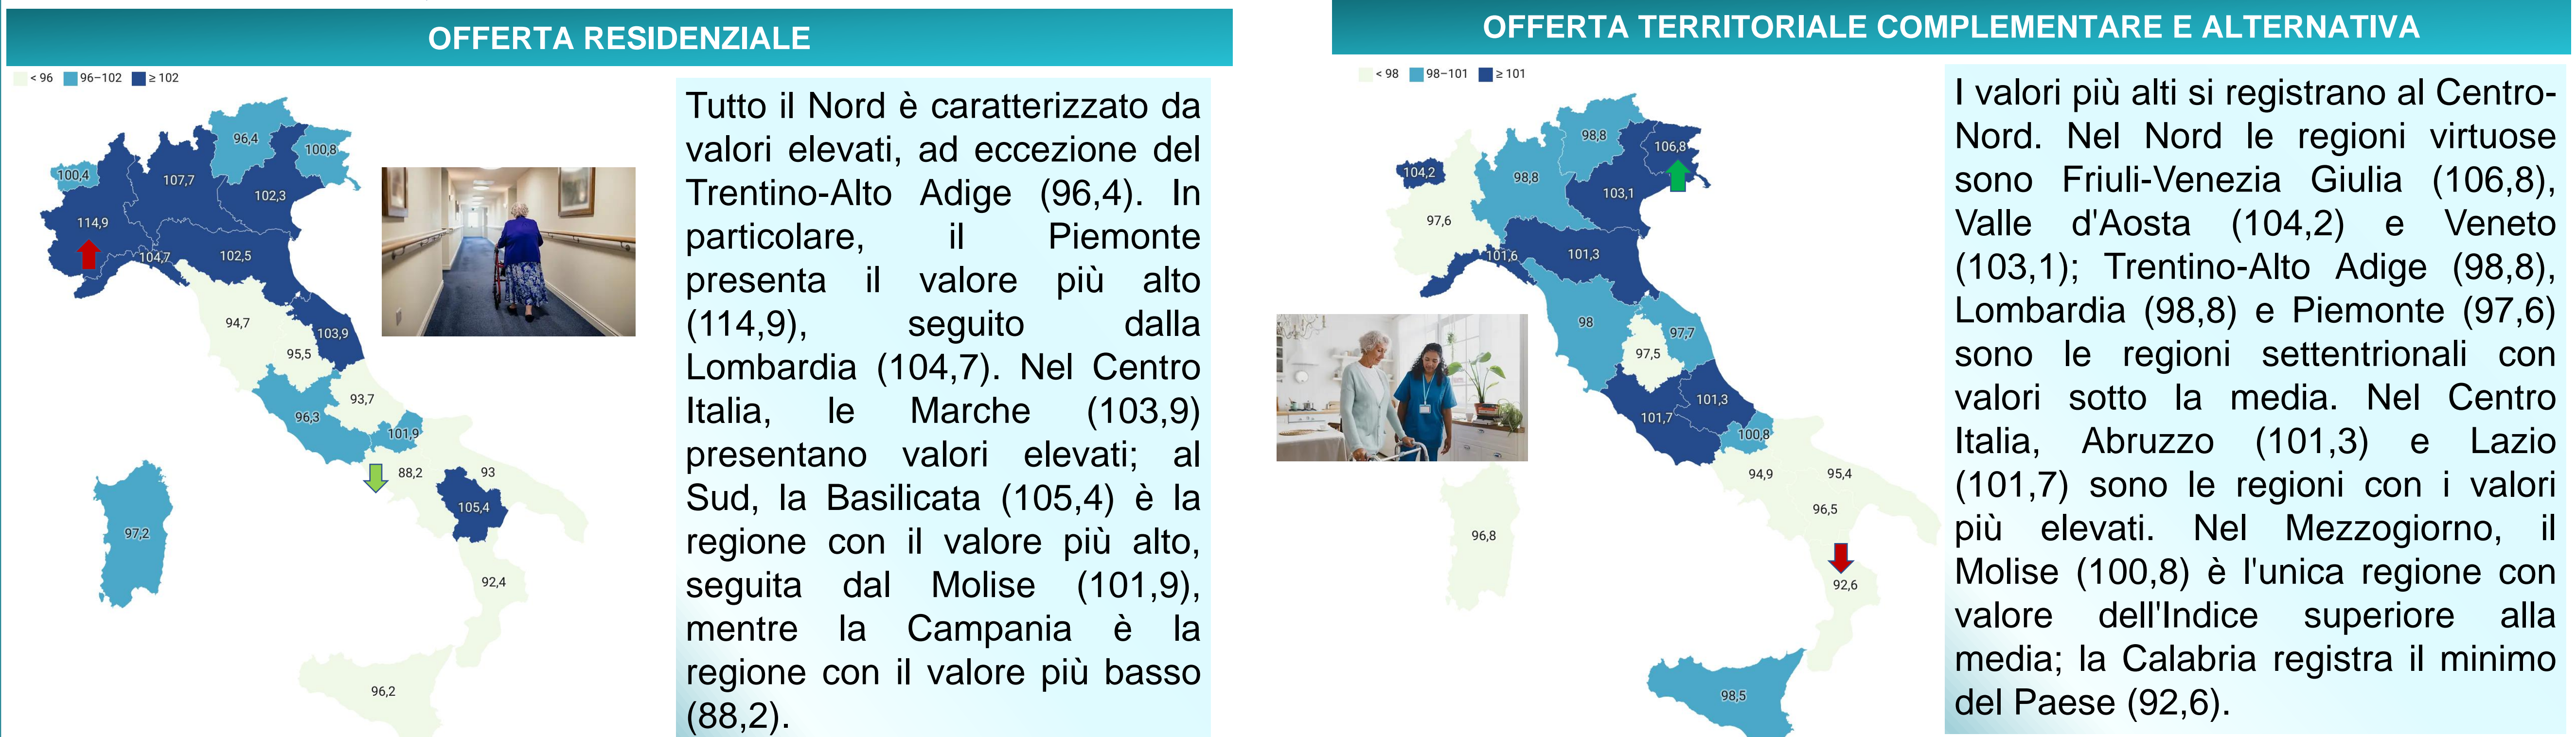 OFFERTA RESIDENZIALE
< 96 96–102 ≥ 102
96,4
100,8
100,4
107,7
102,3
114,9
104,7
102,5
94,7
103,9
95,5
93,7
96,3
101,9
88,2
93
105,4
97,2
92,4
96,2
Tutto il Nord è caratterizzato da
valori elevati, ad eccezione del
Trentino-Alto Adige (96,4). In
particolare, il Piemonte
presenta il valore più alto
(114,9), seguito dalla
Lombardia (104,7). Nel Centro
Italia, le Marche (103,9)
presentano valori elevati; al
Sud, la Basilicata (105,4) è la
regione con il valore più alto,
seguita dal Molise (101,9),
mentre la Campania è la
regione con il valore più basso
(88,2).
OFFERTA TERRITORIALE COMPLEMENTARE E ALTERNATIVA
< 98 98–101 ≥ 101
98,8
106,8
104,2
98,8
103,1
97,6
101,6
101,3
98
97,7
97,5
101,3
101,7
100,8
94,9
95,4
96,5
96,8
92,6
98,5
I valori più alti si registrano al Centro-
Nord. Nel Nord le regioni virtuose
sono Friuli-Venezia Giulia (106,8),
Valle d'Aosta (104,2) e Veneto
(103,1); Trentino-Alto Adige (98,8),
Lombardia (98,8) e Piemonte (97,6)
sono le regioni settentrionali con
valori sotto la media. Nel Centro
Italia, Abruzzo (101,3) e Lazio
(101,7) sono le regioni con i valori
più elevati. Nel Mezzogiorno, il
Molise (100,8) è l'unica regione con
valore dell'Indice superiore alla
media; la Calabria registra il minimo
del Paese (92,6).